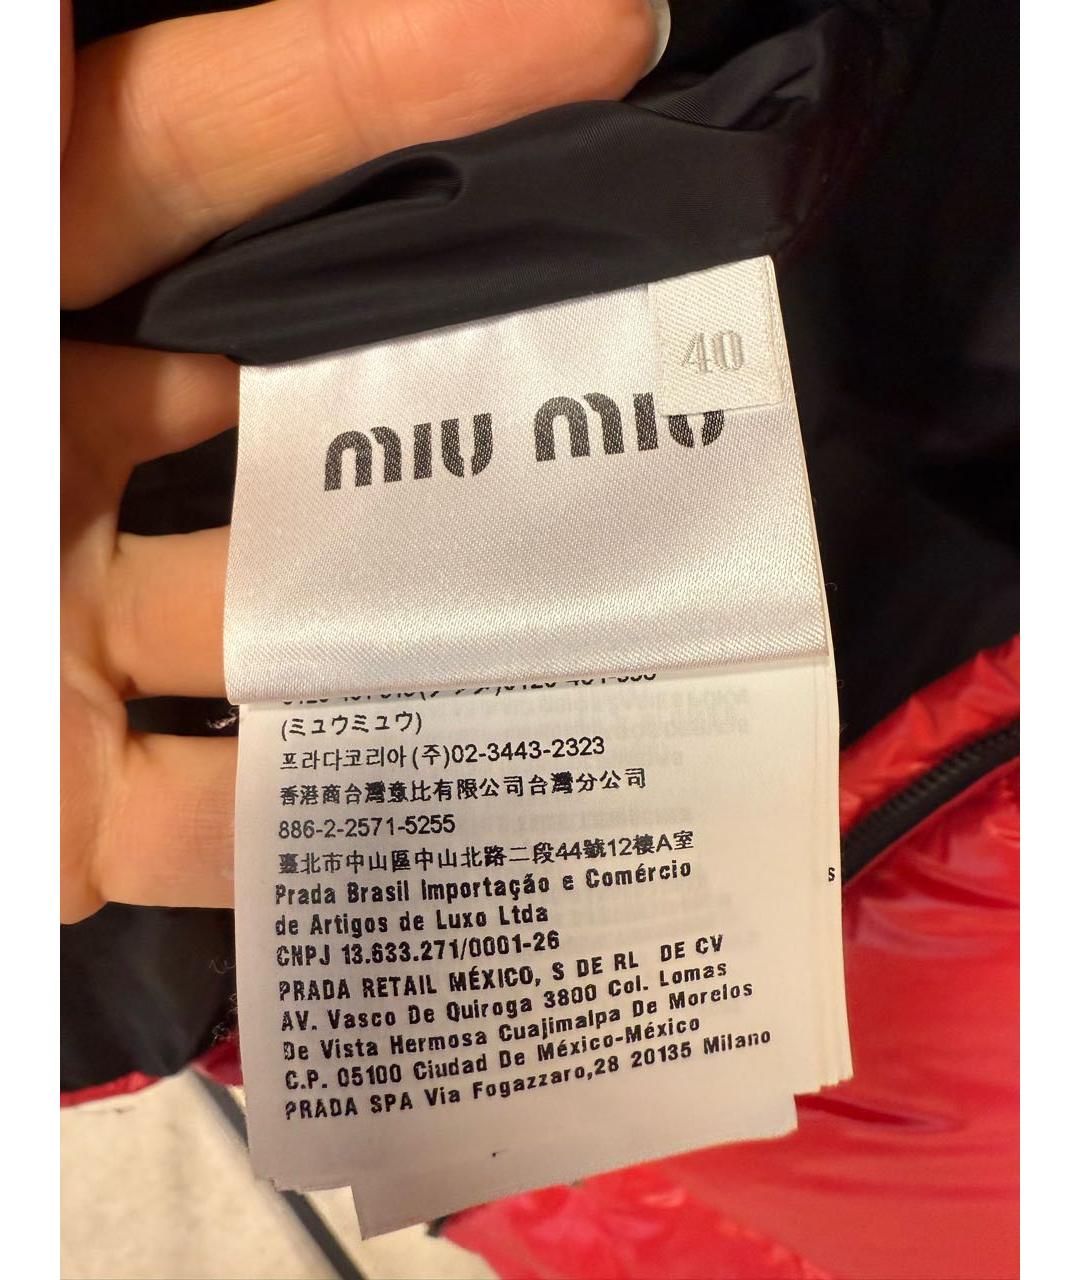 40
miu miu
(ミュウミュウ)
프라다코리아(주)02-3443-2323
香港商台灣意比有限公司台灣分公司
886-2-2571-5255
臺北市中山區中山北路二段44號12樓A室
Prada Brasil Importação e Comércio
de Artigos de Luxo Ltda
CNPJ 13.633.271/0001-26
PRADA RETAIL MÉXICO, S DE RL DE CV
AV. Vasco De Quiroga 3800 Col. Lomas
De Vista Hermosa Cuajimalpa De Morelos
C.P. 05100 Ciudad De México-México
PRADA SPA Via Fogazzaro,28 20135 Milano
s